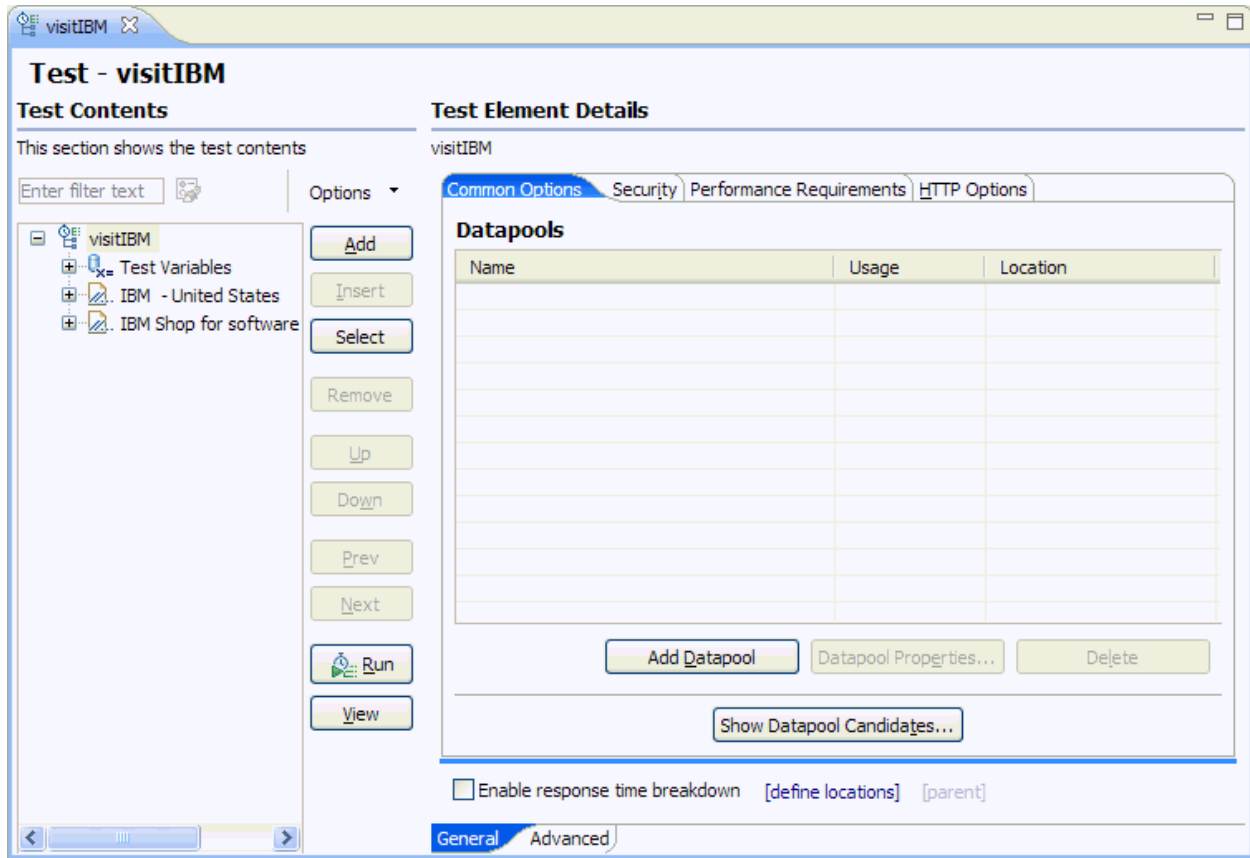 visitIBM
Test - visitIBM
Test Contents
This section shows the test contents
Enter filter text
Options
visitIBM
Test Variables
IBM - United States
IBM Shop for software
Add
Insert
Select
Remove
Up
Down
Prev
Next
Run
View
Test Element Details
visitIBM
Common Options Security Performance Requirements HTTP Options
Datapools
Name Usage Location
Add Datapool Datapool Properties... Delete
Show Datapool Candidates...
Enable response time breakdown [define locations] [parent]
General Advanced